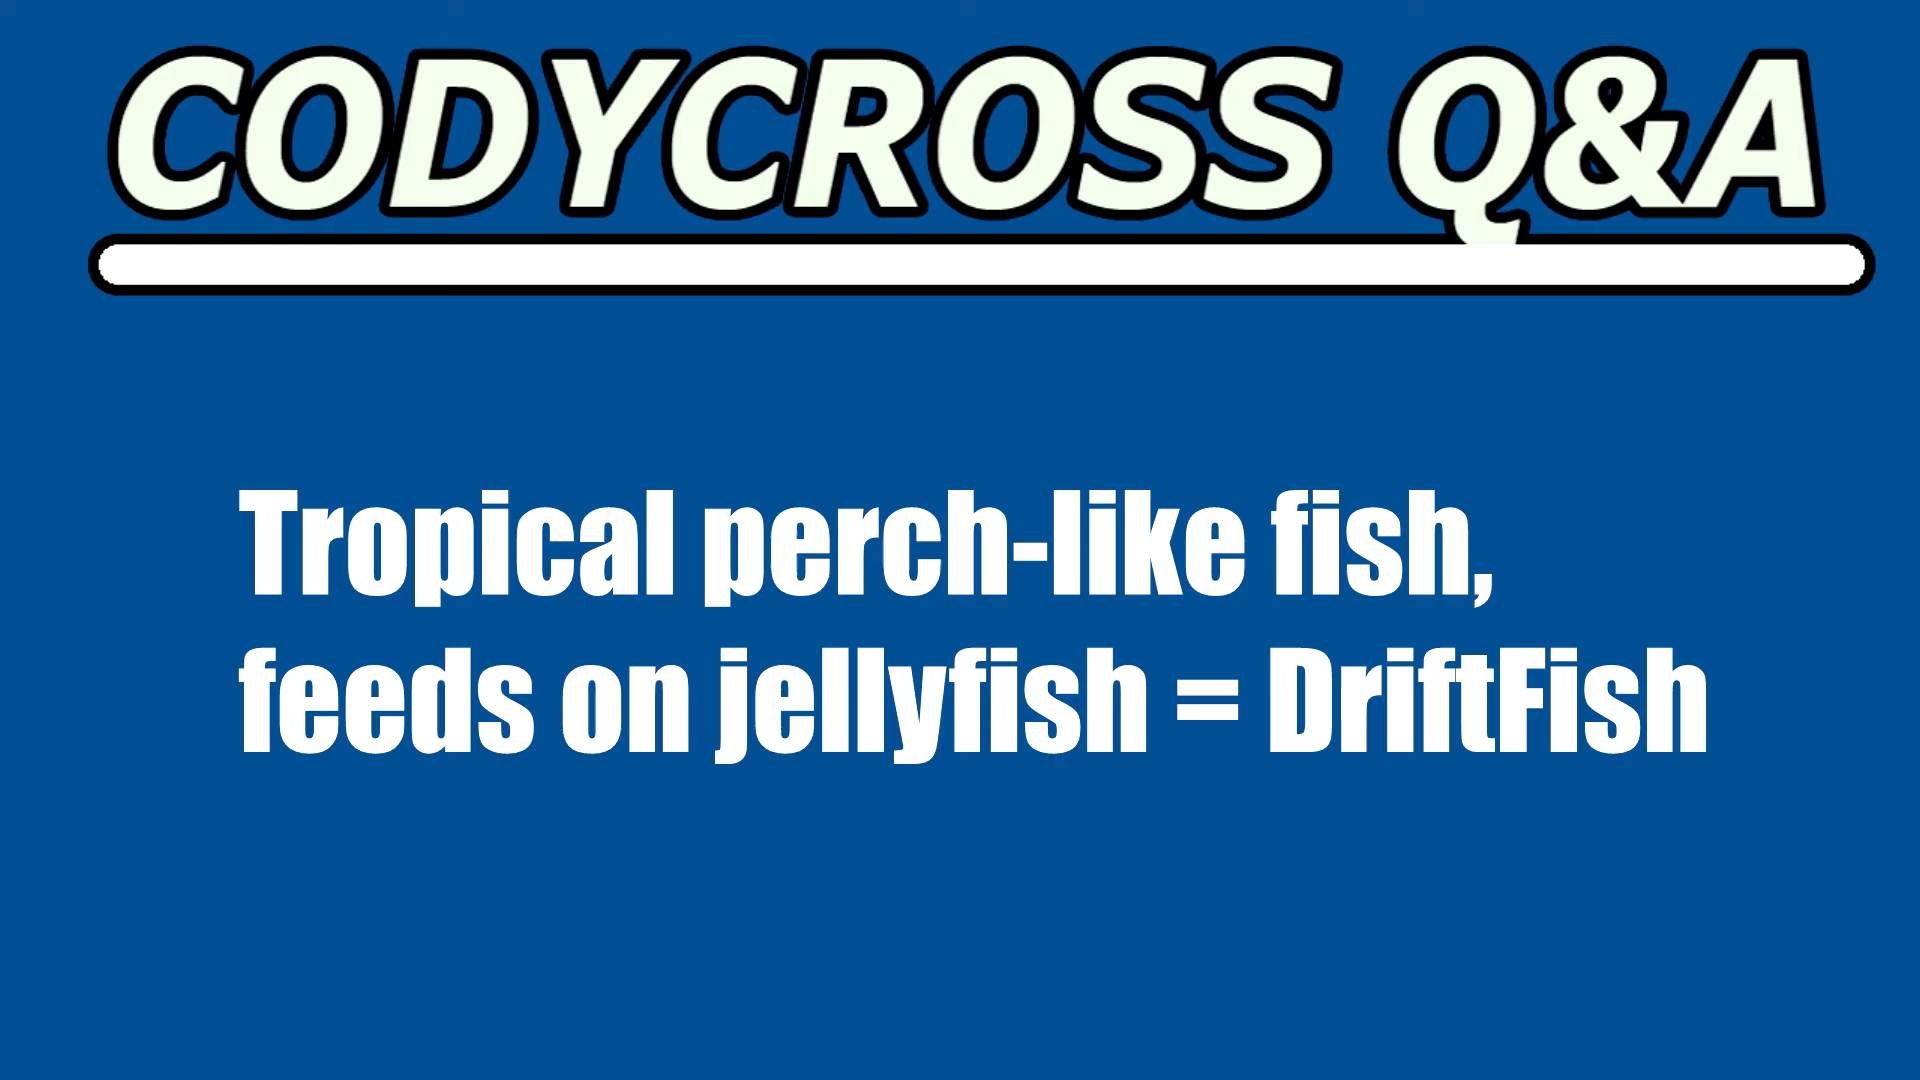 CODYCROSS Q&A
Tropical perch-like fish,
feeds on jellyfish = DriftFish